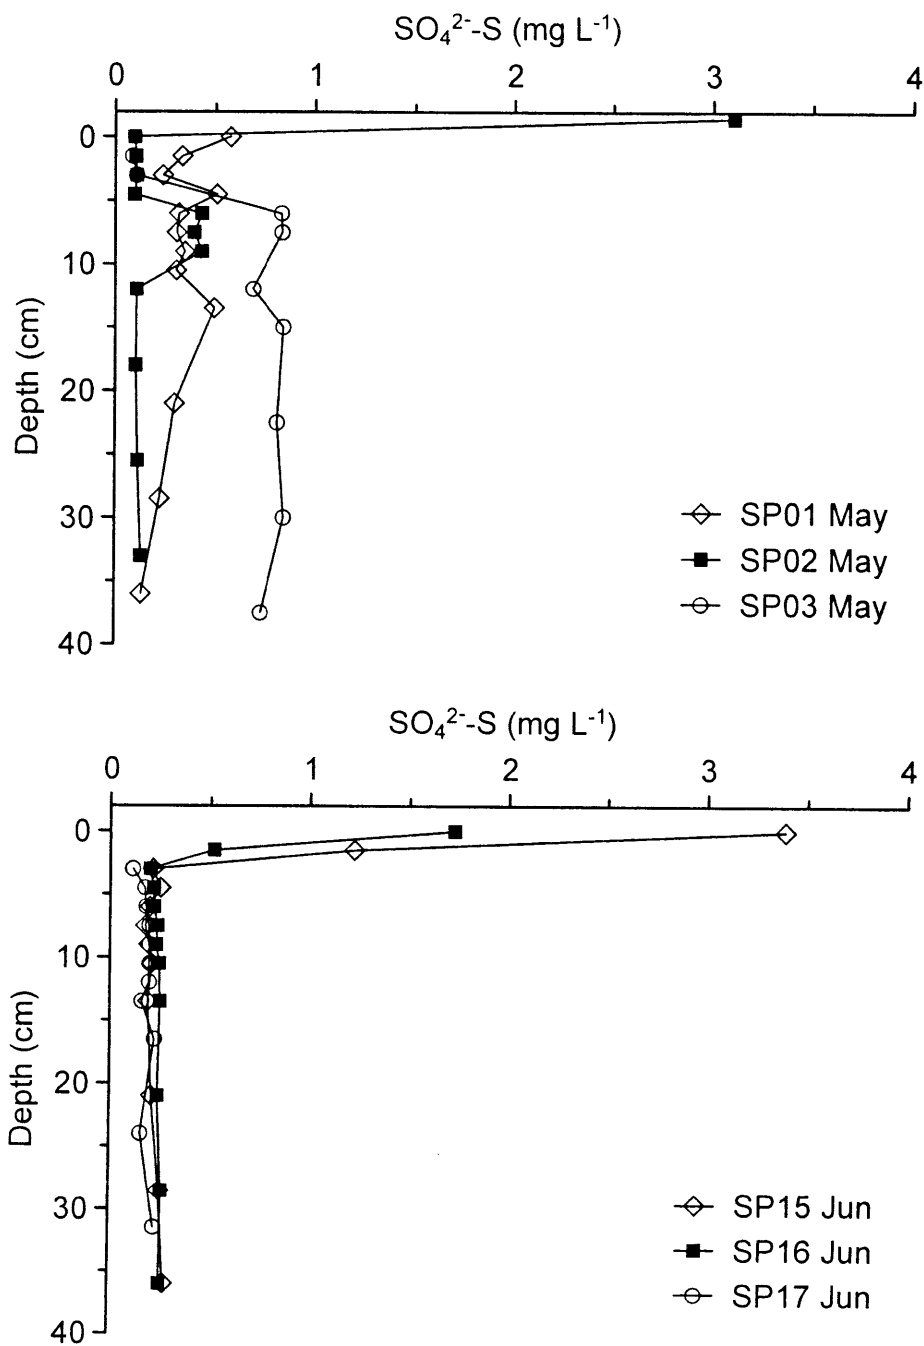 SO₄²⁻-S (mg L⁻¹)
0 1 2 3 4
0
10
20
30
40
Depth (cm)
SP01 May
SP02 May
SP03 May
SO₄²⁻-S (mg L⁻¹)
0 1 2 3 4
0
10
20
30
40
Depth (cm)
SP15 Jun
SP16 Jun
SP17 Jun